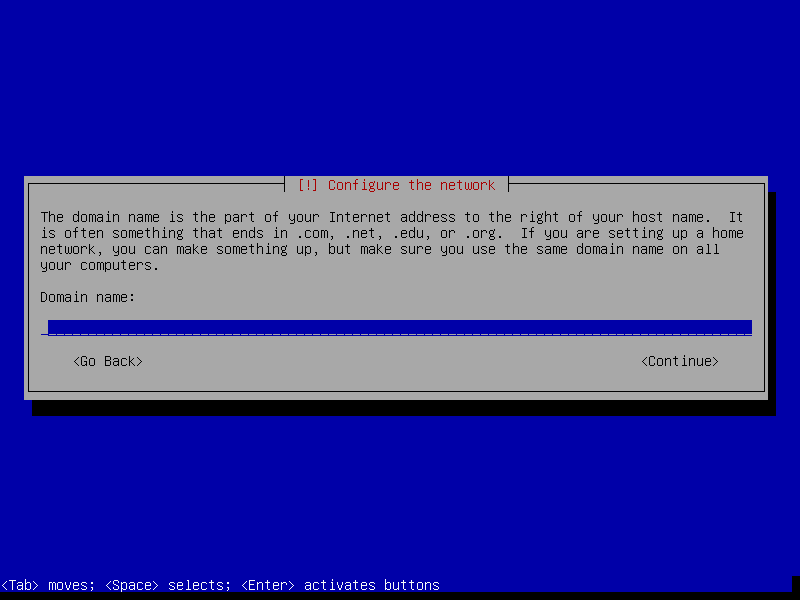 [!] Configure the network
The domain name is the part of your Internet address to the right of your host name.  It
is often something that ends in .com, .net, .edu, or .org.  If you are setting up a home
network, you can make something up, but make sure you use the same domain name on all
your computers.
Domain name:
<Go Back> <Continue>
<Tab> moves; <Space> selects; <Enter> activates buttons